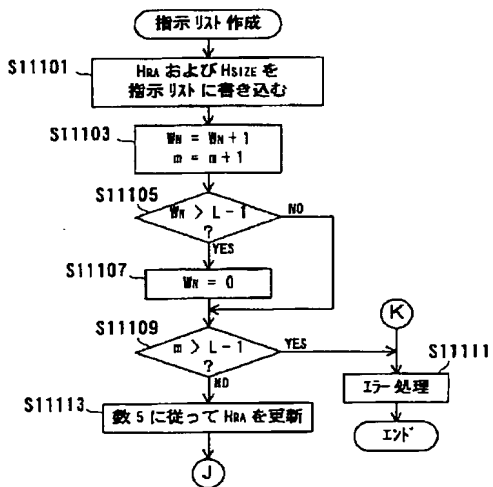 指示リスト作成
S11101
HRA および HSIZE を
指示リストに書き込む
S11103
WN = WN+1
m = m+1
S11105
WN > L-1
?
NO
YES
S11107
WN = 0
K
S11109
m > L-1
?
YES
NO
S11111
エラー処理
S11113
数5に従ってHRAを更新
エンド
J